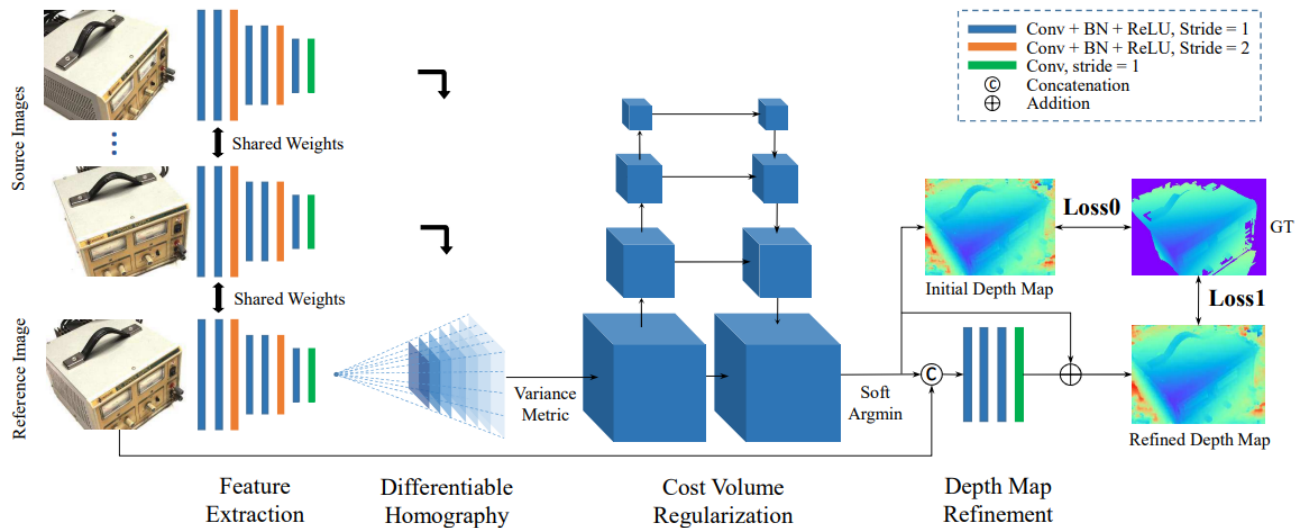 Source Images
Reference Image
Shared Weights
Shared Weights
Conv + BN + ReLU, Stride = 1
Conv + BN + ReLU, Stride = 2
Conv, stride = 1
C Concatenation
Addition
Variance
Metric
Soft
Argmin
C
Initial Depth Map
Loss0
GT
Loss1
Refined Depth Map
Feature
Extraction
Differentiable
Homography
Cost Volume
Regularization
Depth Map
Refinement